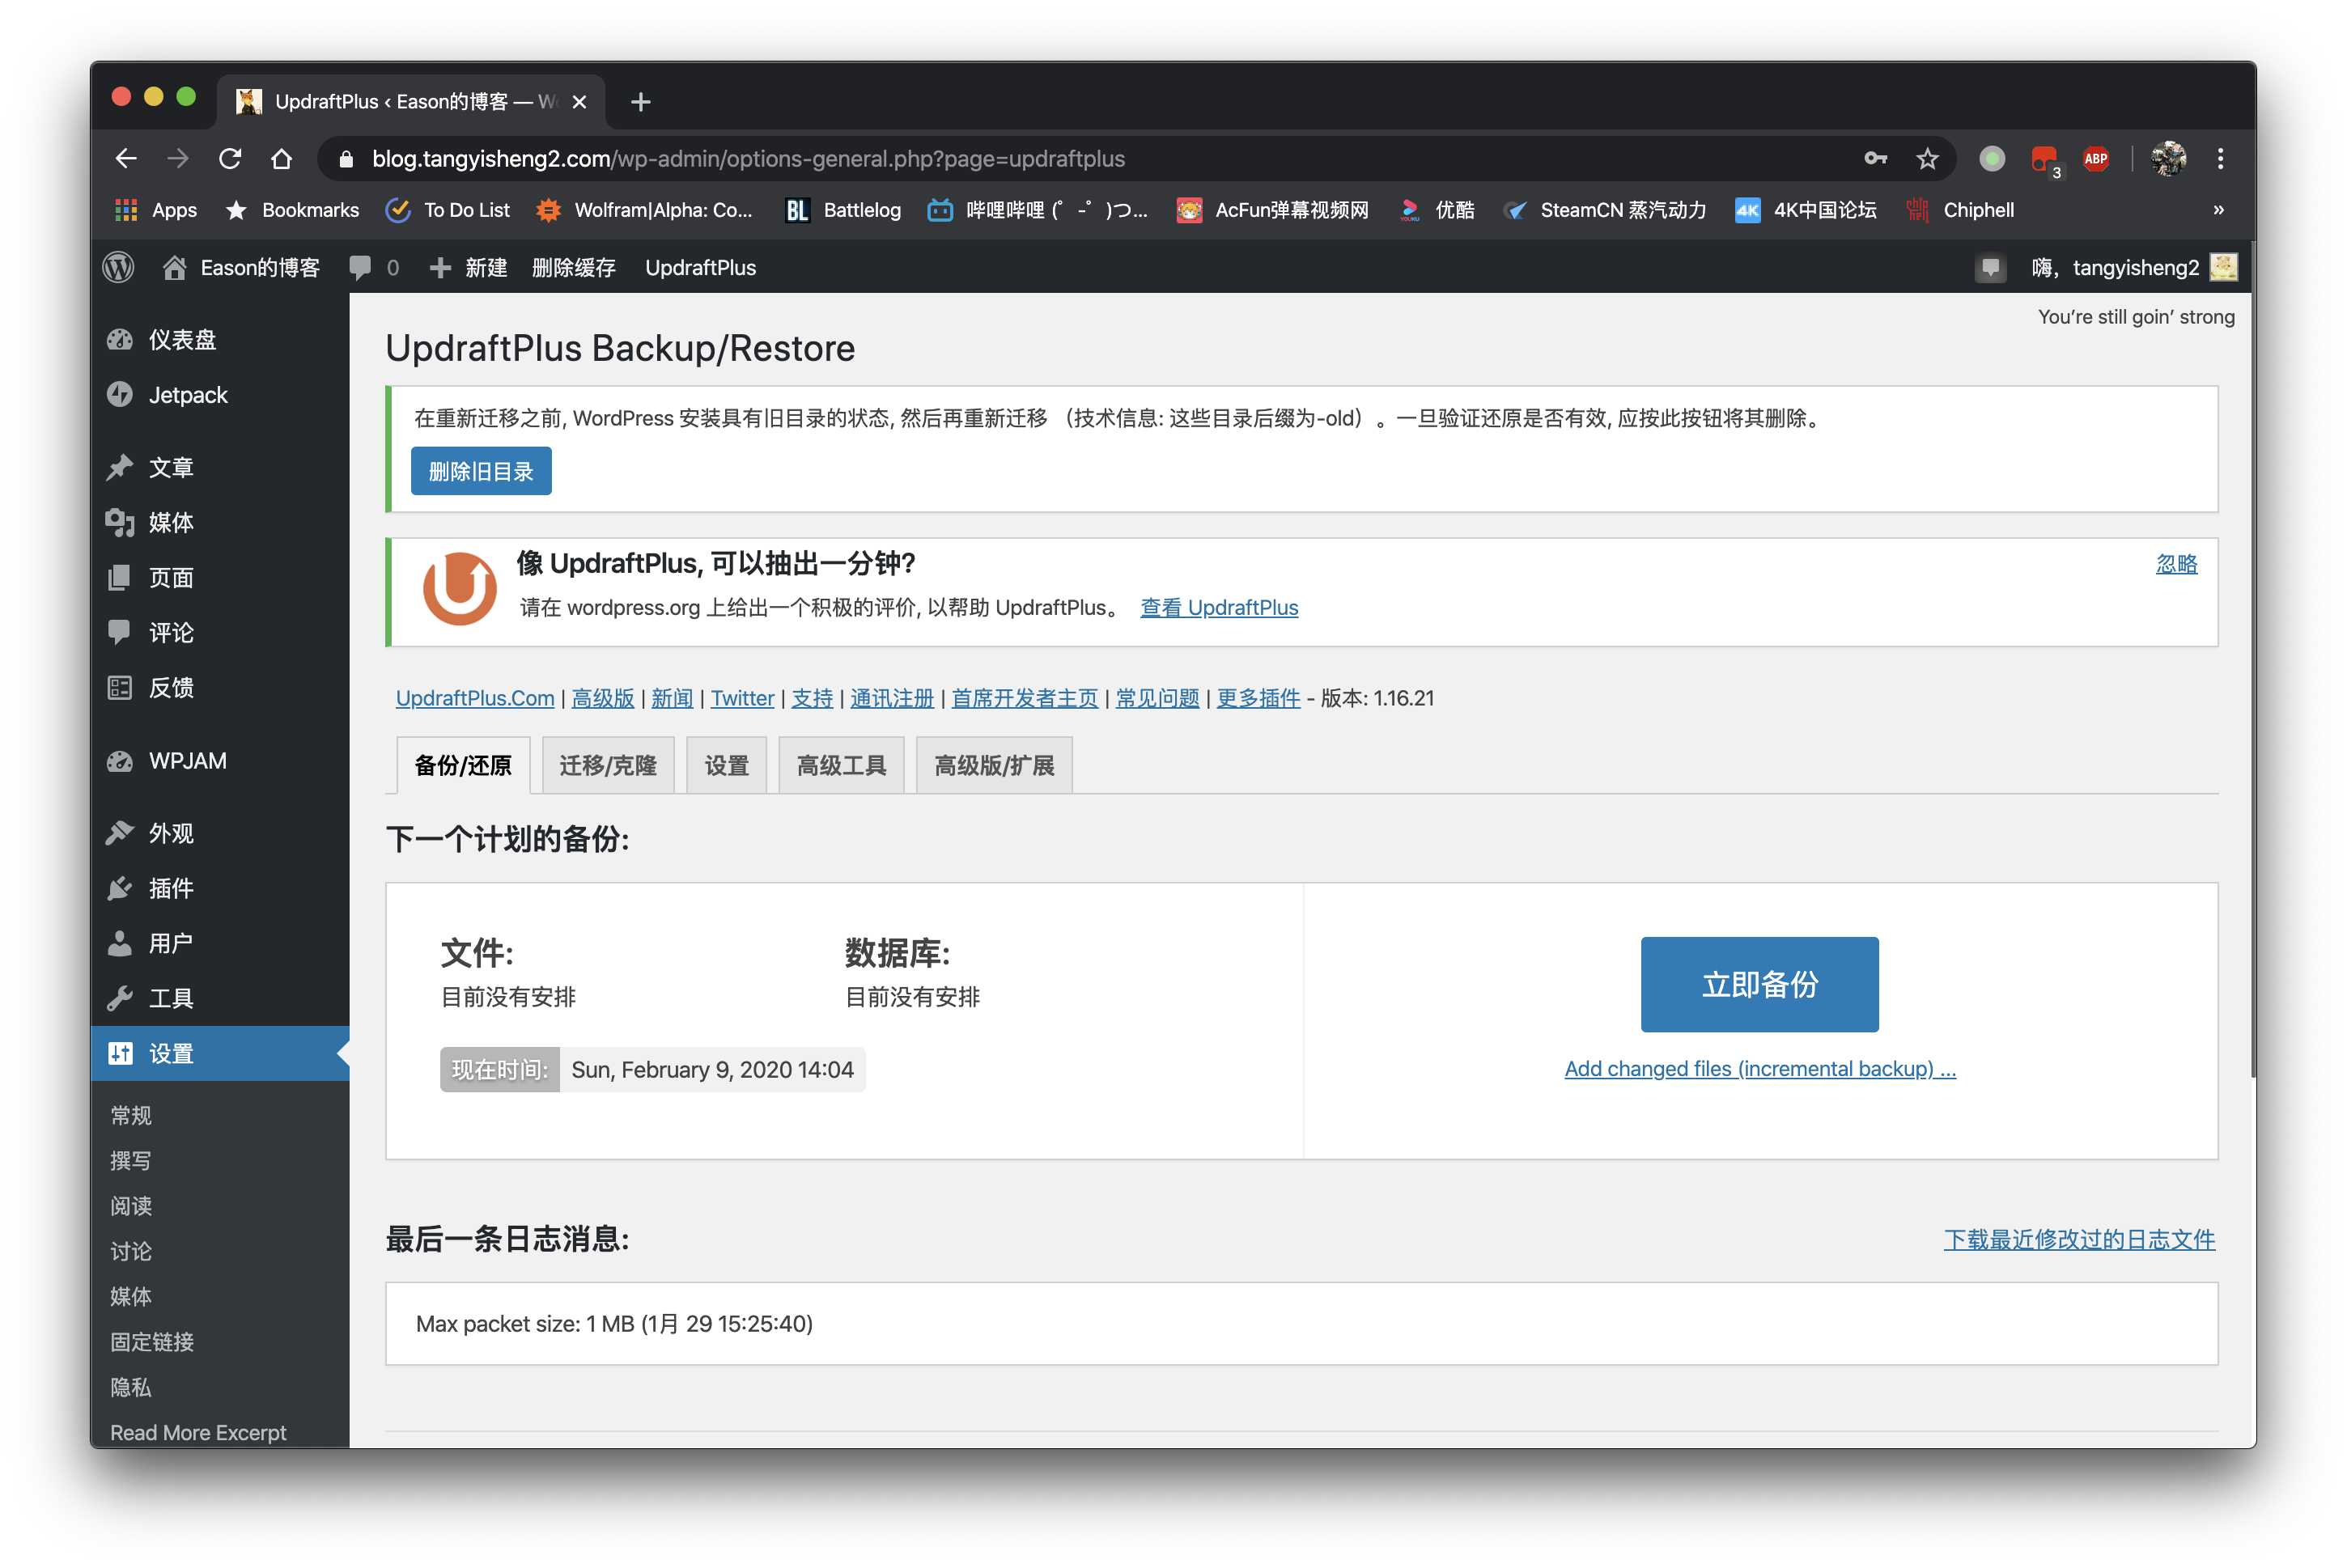 UpdraftPlus ‹ Eason的博客 — W
blog.tangyisheng2.com/wp-admin/options-general.php?page=updraftplus
ABP
3
Apps
Bookmarks
To Do List
Wolfram|Alpha: Co...
BL
Battlelog
哔哩哔哩 (゜-゜)つ...
AcFun弹幕视频网
YOUKU
优酷
SteamCN 蒸汽动力
4K
4K中国论坛
Chiphell
»
Eason的博客
0
新建
删除缓存
UpdraftPlus
嗨，tangyisheng2
仪表盘
Jetpack
文章
媒体
页面
评论
反馈
WPJAM
外观
插件
用户
工具
设置
常规
撰写
阅读
讨论
媒体
固定链接
隐私
Read More Excerpt
You’re still goin’ strong
UpdraftPlus Backup/Restore
在重新迁移之前, WordPress 安装具有旧目录的状态, 然后再重新迁移 （技术信息: 这些目录后缀为-old）。一旦验证还原是否有效, 应按此按钮将其删除。
删除旧目录
像 UpdraftPlus, 可以抽出一分钟?
忽略
请在 wordpress.org 上给出一个积极的评价, 以帮助 UpdraftPlus。 查看 UpdraftPlus
UpdraftPlus.Com | 高级版 | 新闻 | Twitter | 支持 | 通讯注册 | 首席开发者主页 | 常见问题 | 更多插件 - 版本: 1.16.21
备份/还原
迁移/克隆
设置
高级工具
高级版/扩展
下一个计划的备份:
文件:
目前没有安排
数据库:
目前没有安排
现在时间: Sun, February 9, 2020 14:04
立即备份
Add changed files (incremental backup) ...
最后一条日志消息:
下载最近修改过的日志文件
Max packet size: 1 MB (1月 29 15:25:40)